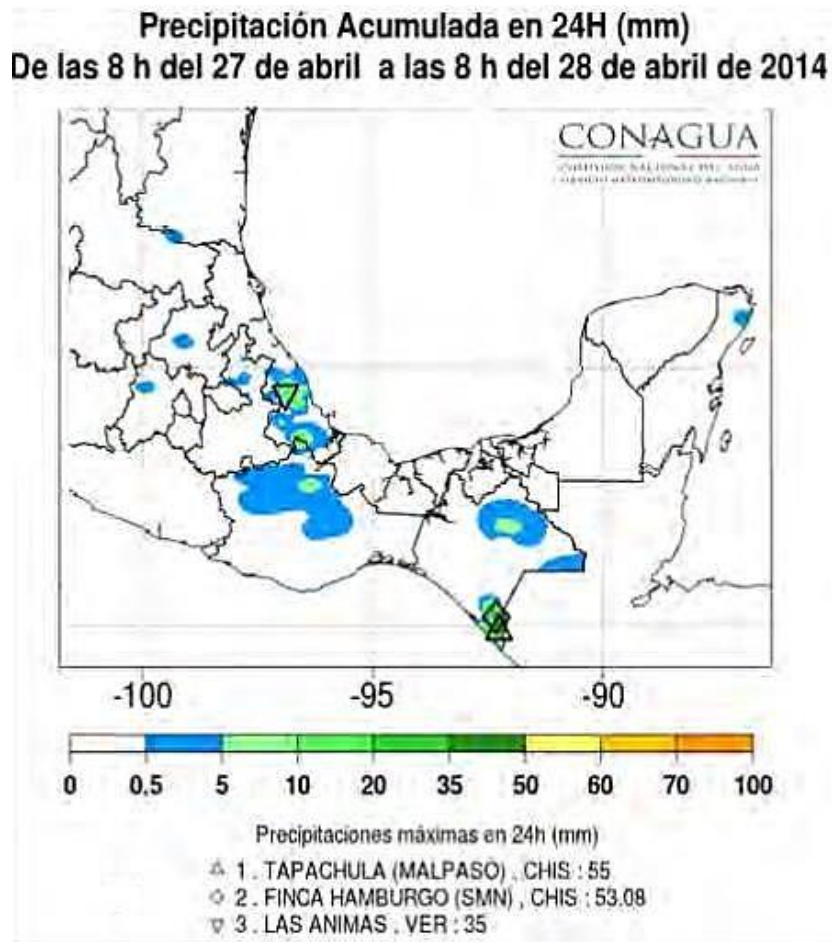 Precipitación Acumulada en 24H (mm)
De las 8 h del 27 de abril a las 8 h del 28 de abril de 2014
CONAGUA
-100 -95 -90
0 0.5 5 10 20 35 50 60 70 100
Precipitaciones máximas en 24h (mm)
1 . TAPACHULA (MALPASO) , CHIS : 55
2 . FINCA HAMBURGO (SMN) , CHIS : 53.08
3 . LAS ANIMAS , VER : 35